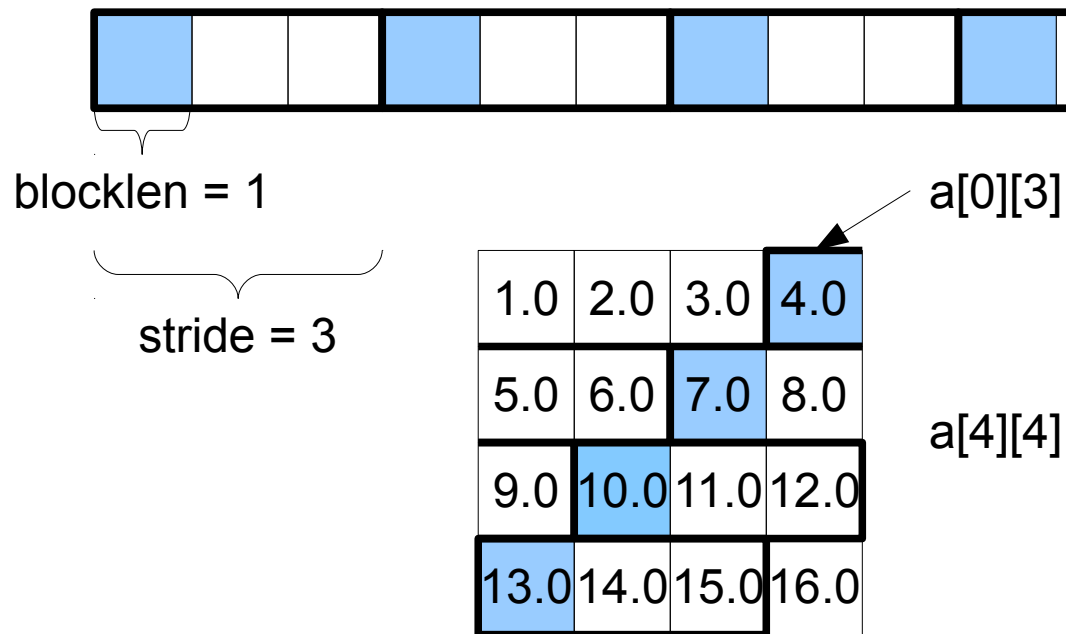 blocklen = 1
a[0][3]
stride = 3
1.0 2.0 3.0 4.0
5.0 6.0 7.0 8.0
a[4][4]
9.0 10.0 11.0 12.0
13.0 14.0 15.0 16.0